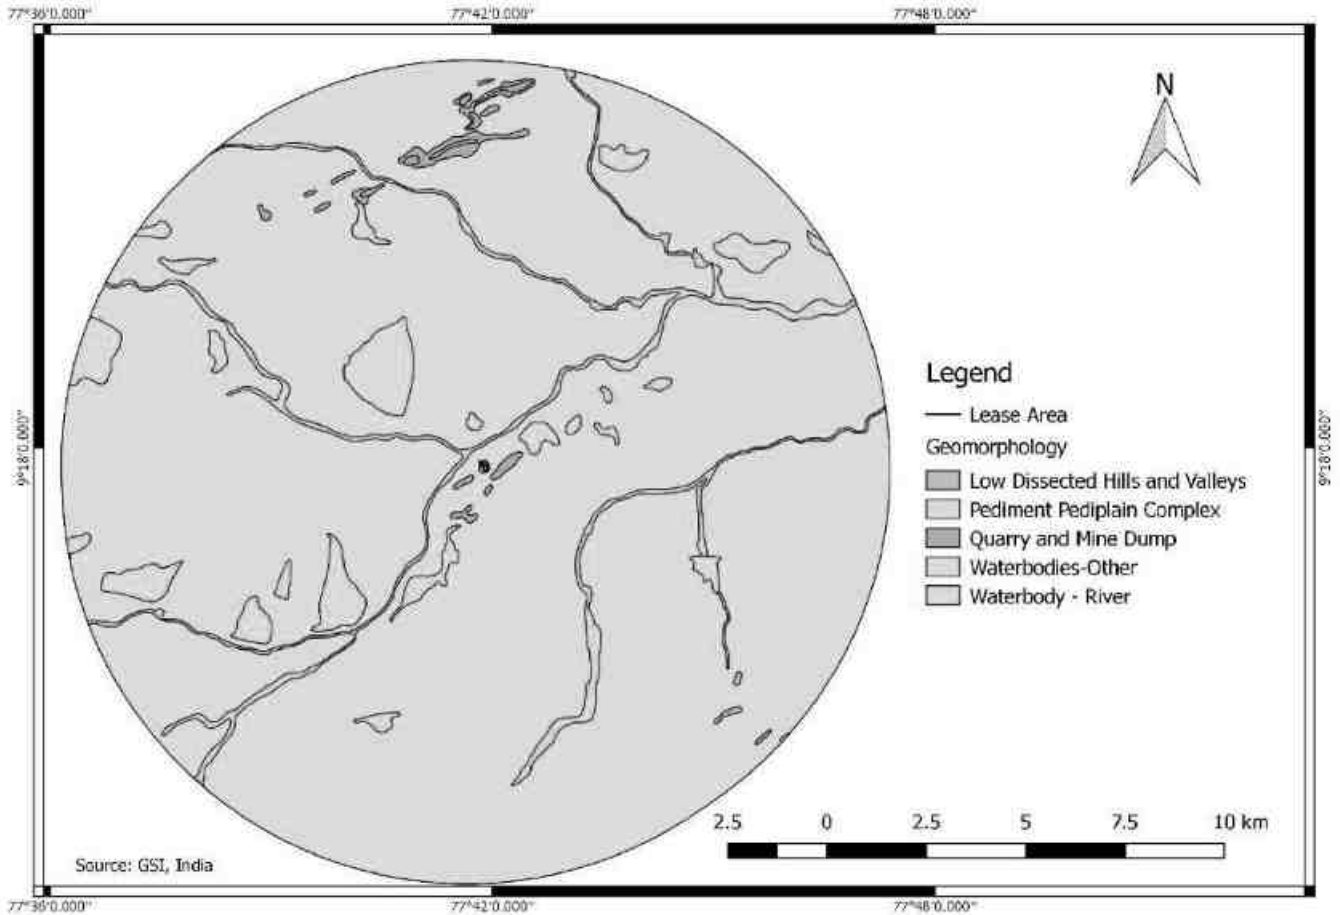 77°36'0.000" 77°42'0.000" 77°48'0.000"
N
9°18'0.000" 9°18'0.000"
Legend
Lease Area
Geomorphology
Low Dissected Hills and Valleys
Pediment Pediplain Complex
Quarry and Mine Dump
Waterbodies-Other
Waterbody - River
2.5 0 2.5 5 7.5 10 km
Source: GSI, India
77°36'0.000" 77°42'0.000" 77°48'0.000"